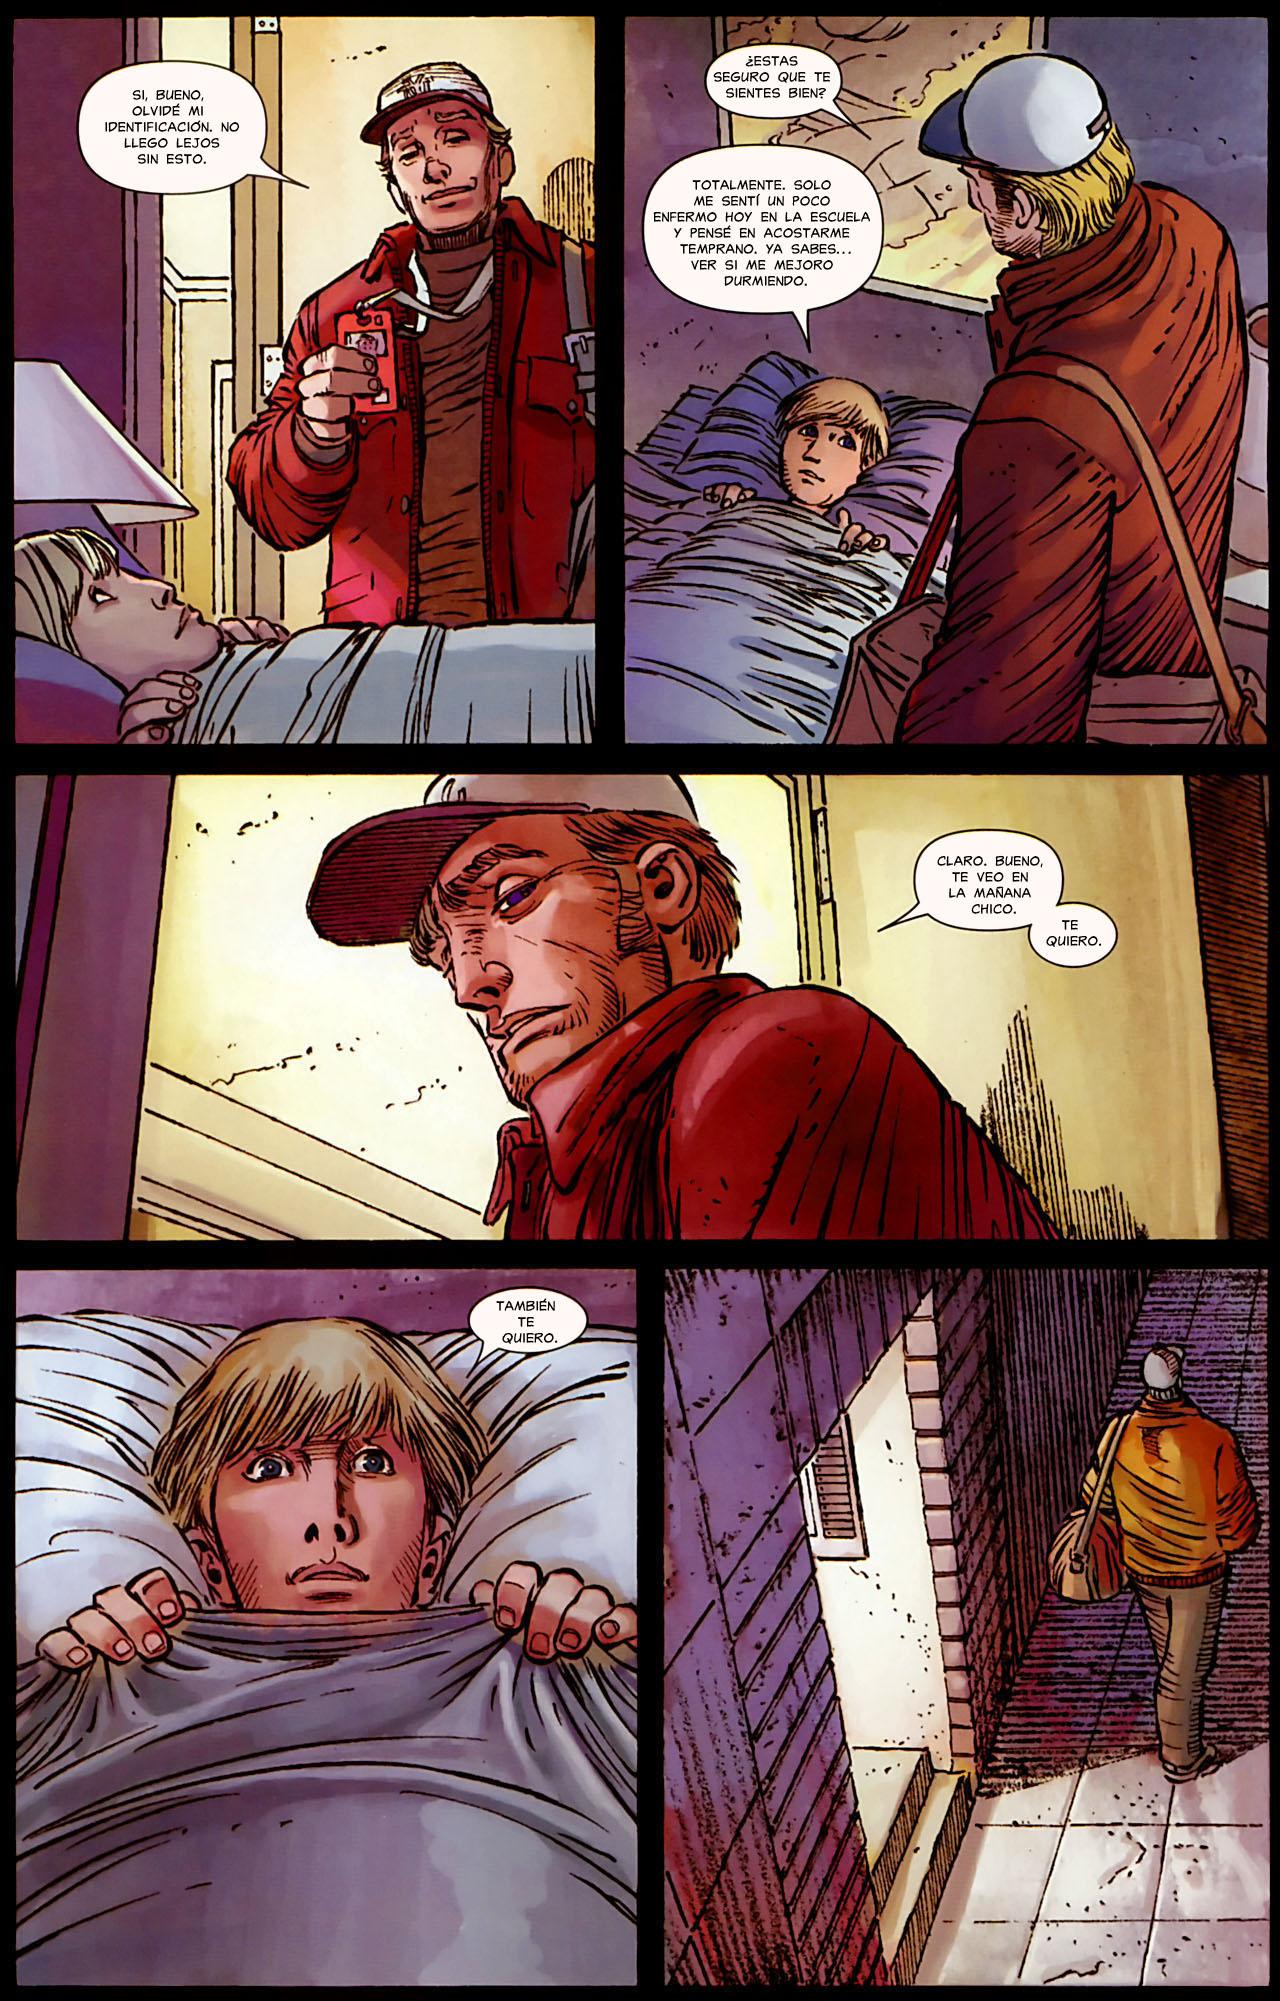 SI, BUENO,
OLVIDÉ MI
IDENTIFICACIÓN. NO
LLEGO LEJOS
SIN ESTO.
¿ESTAS
SEGURO QUE TE
SIENTES BIEN?
TOTALMENTE. SOLO
ME SENTÍ UN POCO
ENFERMO HOY EN LA ESCUELA
Y PENSÉ EN ACOSTARME
TEMPRANO. YA SABES...
VER SI ME MEJORO
DURMIENDO.
CLARO. BUENO,
TE VEO EN
LA MAÑANA
CHICO.
TE
QUIERO.
TAMBIÉN
TE
QUIERO.